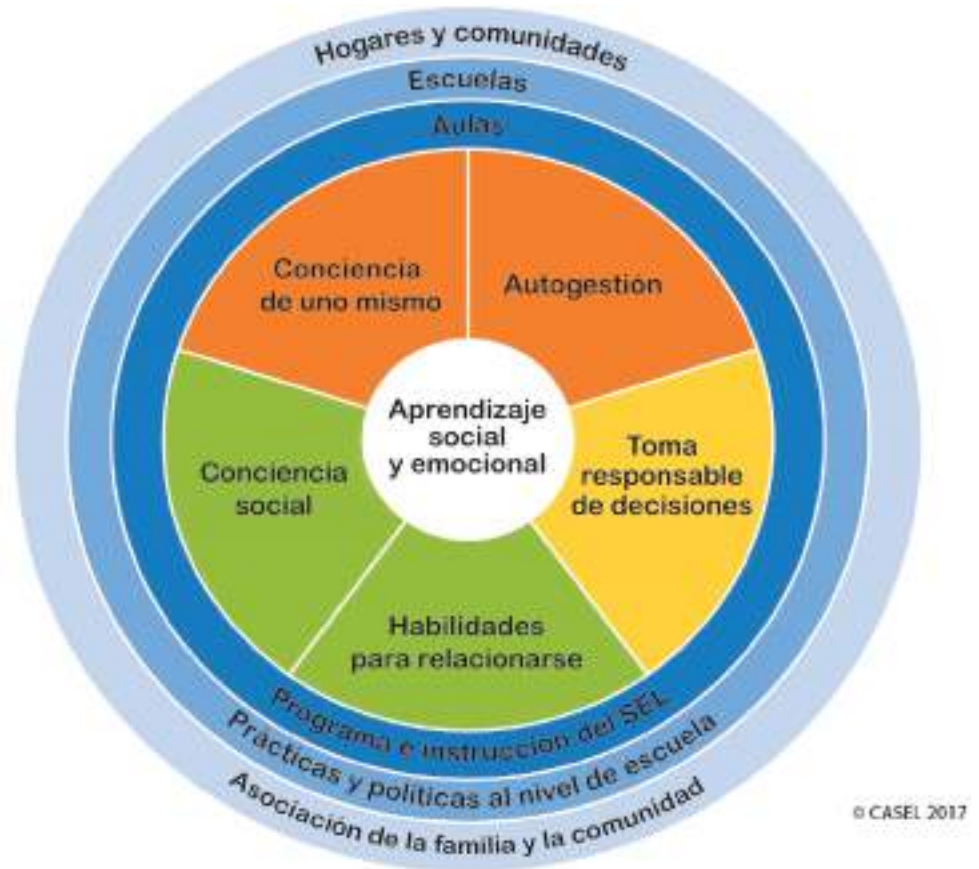 Hogares y comunidades
Escuelas
Aulas
Conciencia
de uno mismo
Autogestión
Aprendizaje
social
y emocional
Conciencia
social
Toma
responsable
de decisiones
Habilidades
para relacionarse
Programa e instrucción del SEL
Prácticas y políticas al nivel de escuela
Asociación de la familia y la comunidad
© CASEL 2017